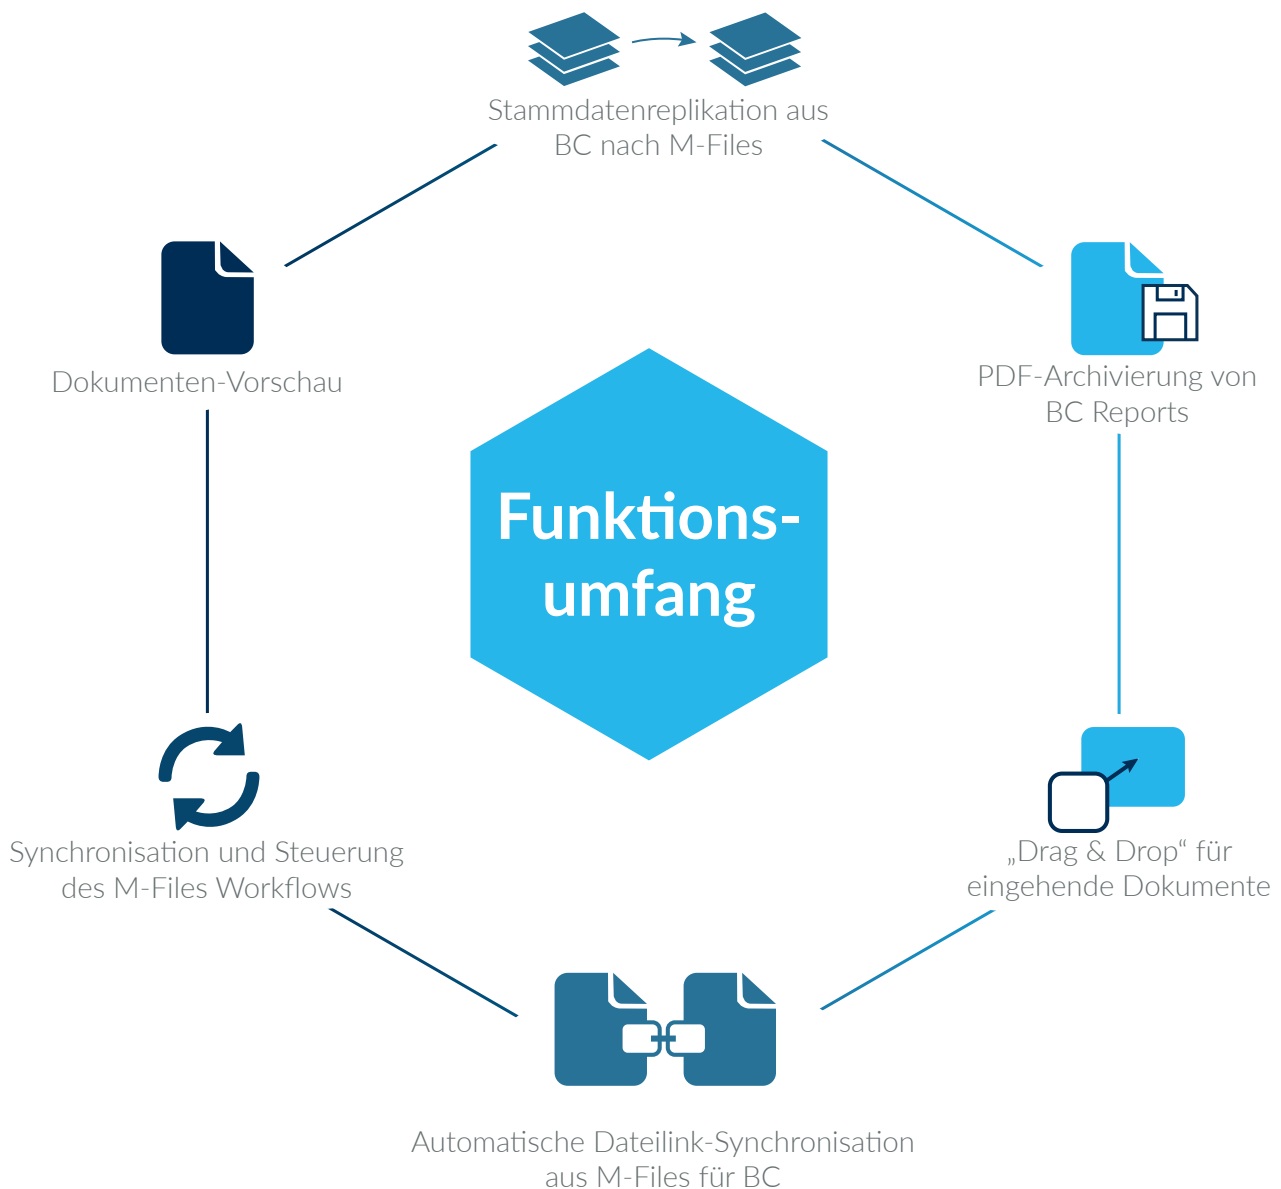 Stammdatenreplikation aus
BC nach M-Files
Dokumenten-Vorschau
PDF-Archivierung von
BC Reports
Funktions-
umfang
Synchronisation und Steuerung
des M-Files Workflows
„Drag & Drop“ für
eingehende Dokumente
Automatische Dateilink-Synchronisation
aus M-Files für BC